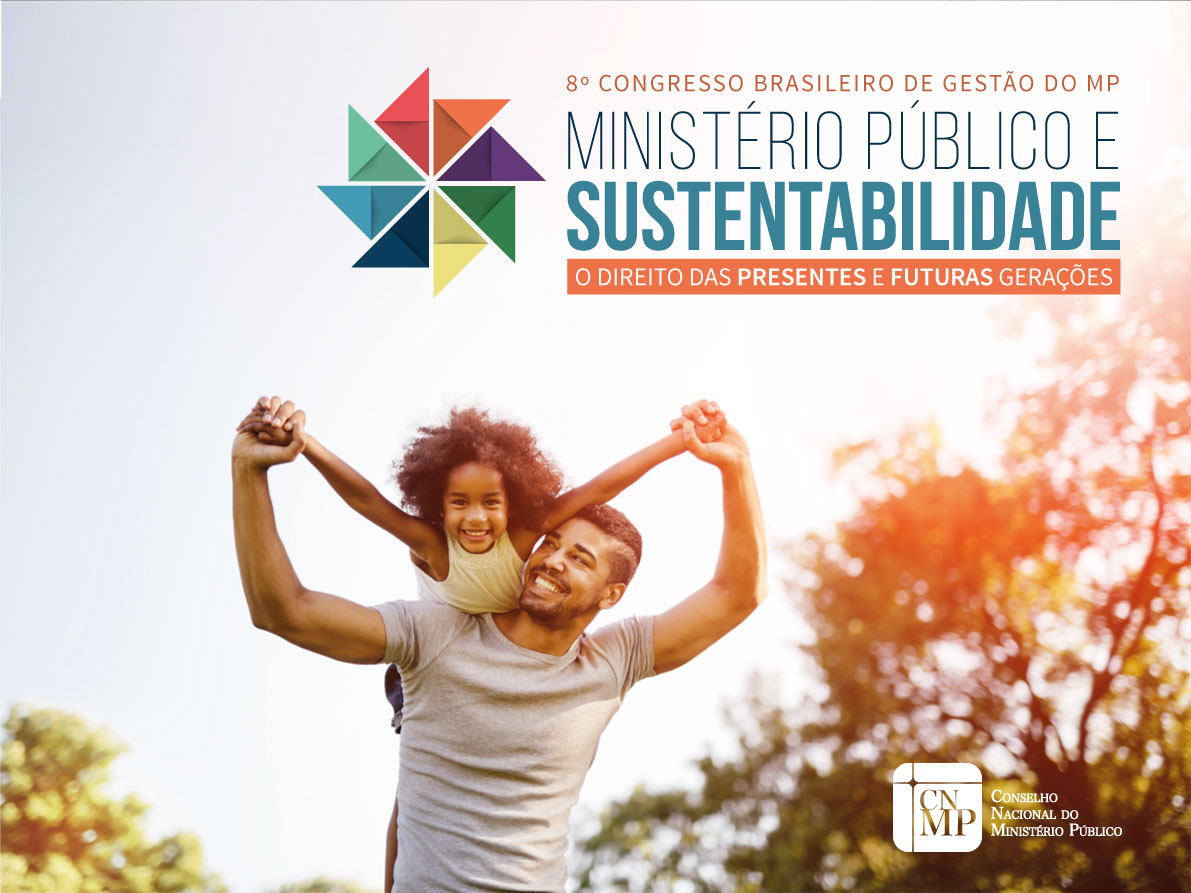 8º CONGRESSO BRASILEIRO DE GESTÃO DO MP
MINISTÉRIO PÚBLICO E
SUSTENTABILIDADE
O DIREITO DAS PRESENTES E FUTURAS GERAÇÕES
CN
MP
CONSELHO
NACIONAL DO
MINISTÉRIO PÚBLICO